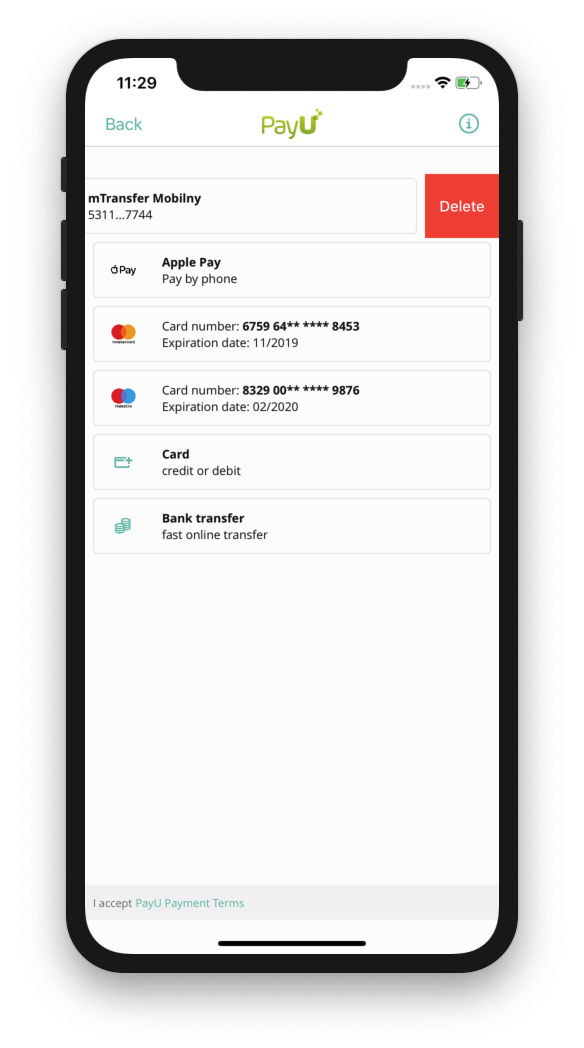 11:29
Back
PayU
mTransfer Mobilny
5311...7744
Delete
Pay
Apple Pay
Pay by phone
mastercard
Card number: 6759 64** **** 8453
Expiration date: 11/2019
maestro
Card number: 8329 00** **** 9876
Expiration date: 02/2020
Card
credit or debit
Bank transfer
fast online transfer
I accept PayU Payment Terms